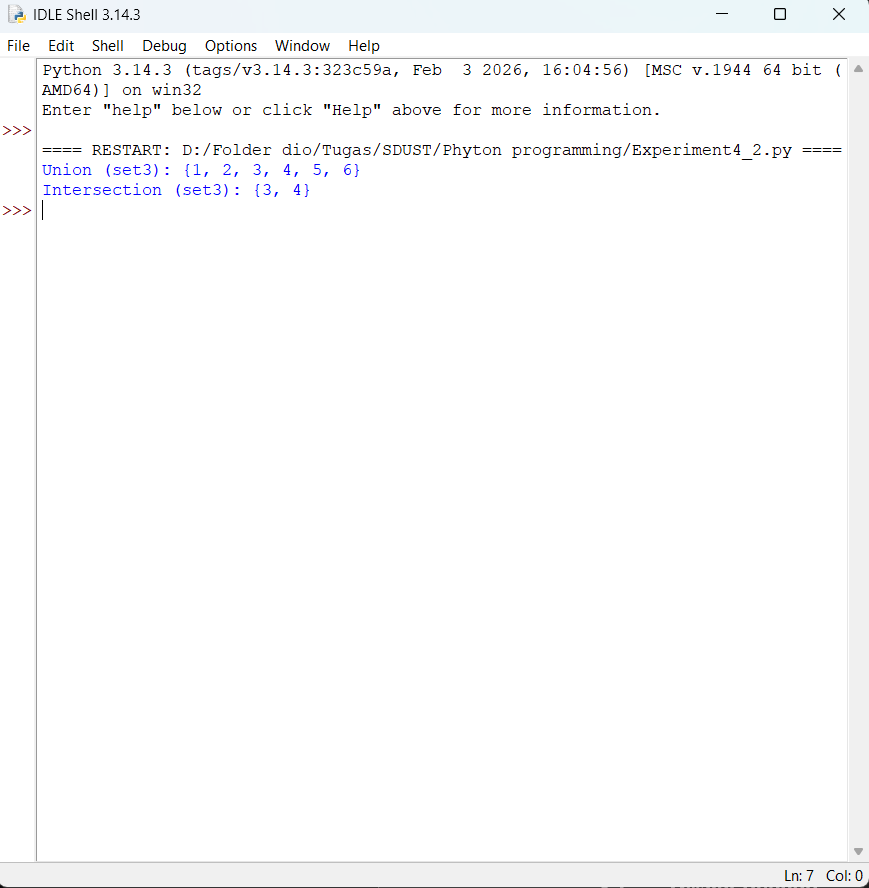 IDLE Shell 3.14.3
File Edit Shell Debug Options Window Help
Python 3.14.3 (tags/v3.14.3:323c59a, Feb  3 2026, 16:04:56) [MSC v.1944 64 bit (
AMD64)] on win32
Enter "help" below or click "Help" above for more information.
>>>
==== RESTART: D:/Folder dio/Tugas/SDUST/Phyton programming/Experiment4_2.py ====
Union (set3): {1, 2, 3, 4, 5, 6}
Intersection (set3): {3, 4}
>>>
Ln: 7 Col: 0